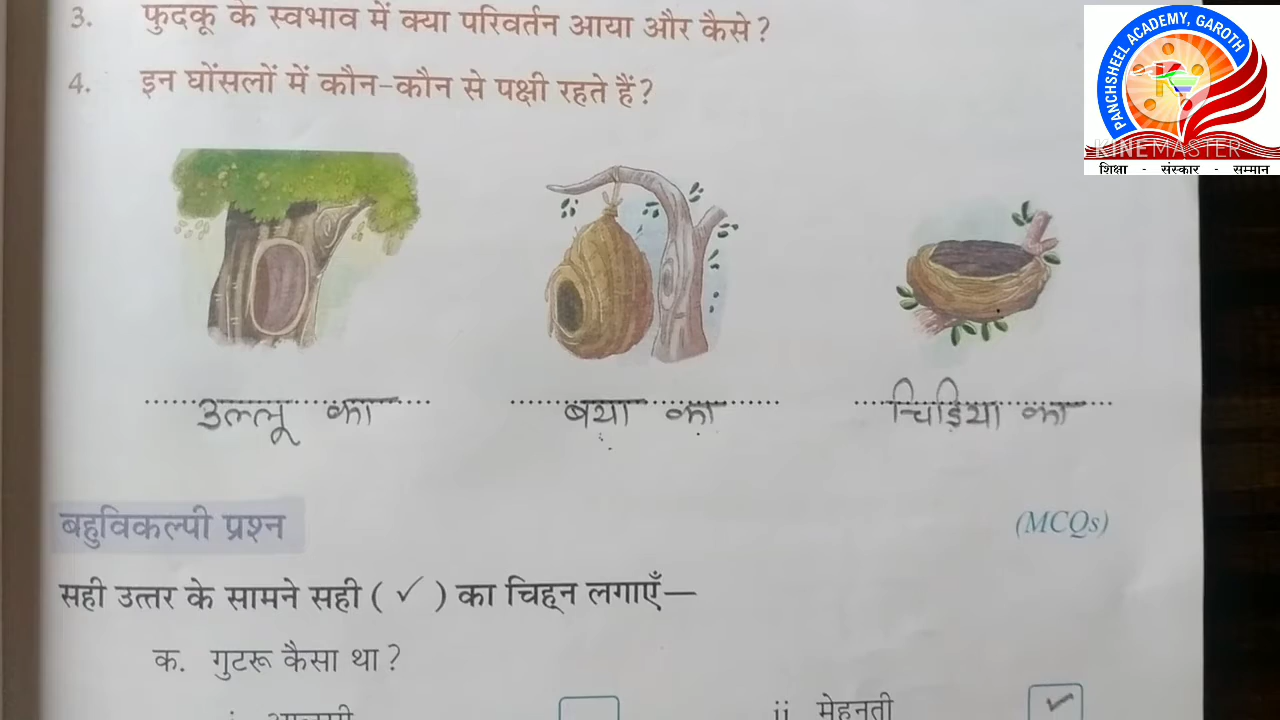 3. फुदकू के स्वभाव में क्या परिवर्तन आया और कैसे?
4. इन घोंसलों में कौन-कौन से पक्षी रहते हैं?
PANCHSHEEL ACADEMY, GAROTH
KINEMASTER
शिक्षा - संस्कार - सम्मान
उल्लू का बया का चिड़िया का
बहुविकल्पी प्रश्न (MCQs)
सही उत्तर के सामने सही ( ✓ ) का चिह्न लगाएँ—
क. गुटरू कैसा था?
i. आलसी ii मेहनती ✓